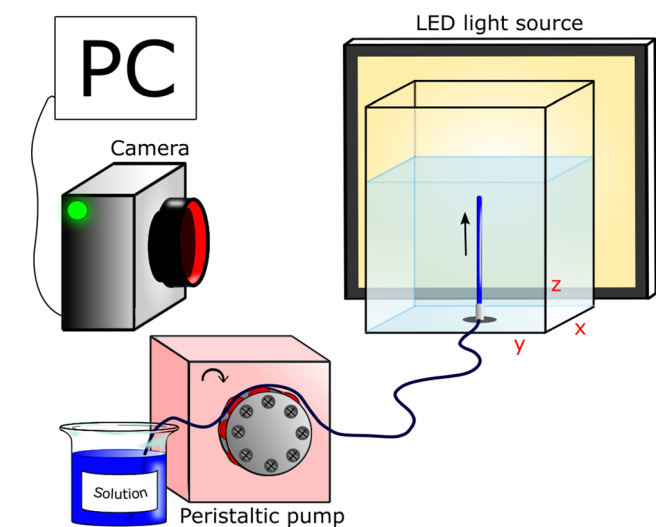 LED light source
PC
Camera
z
x
y
Solution
Peristaltic pump